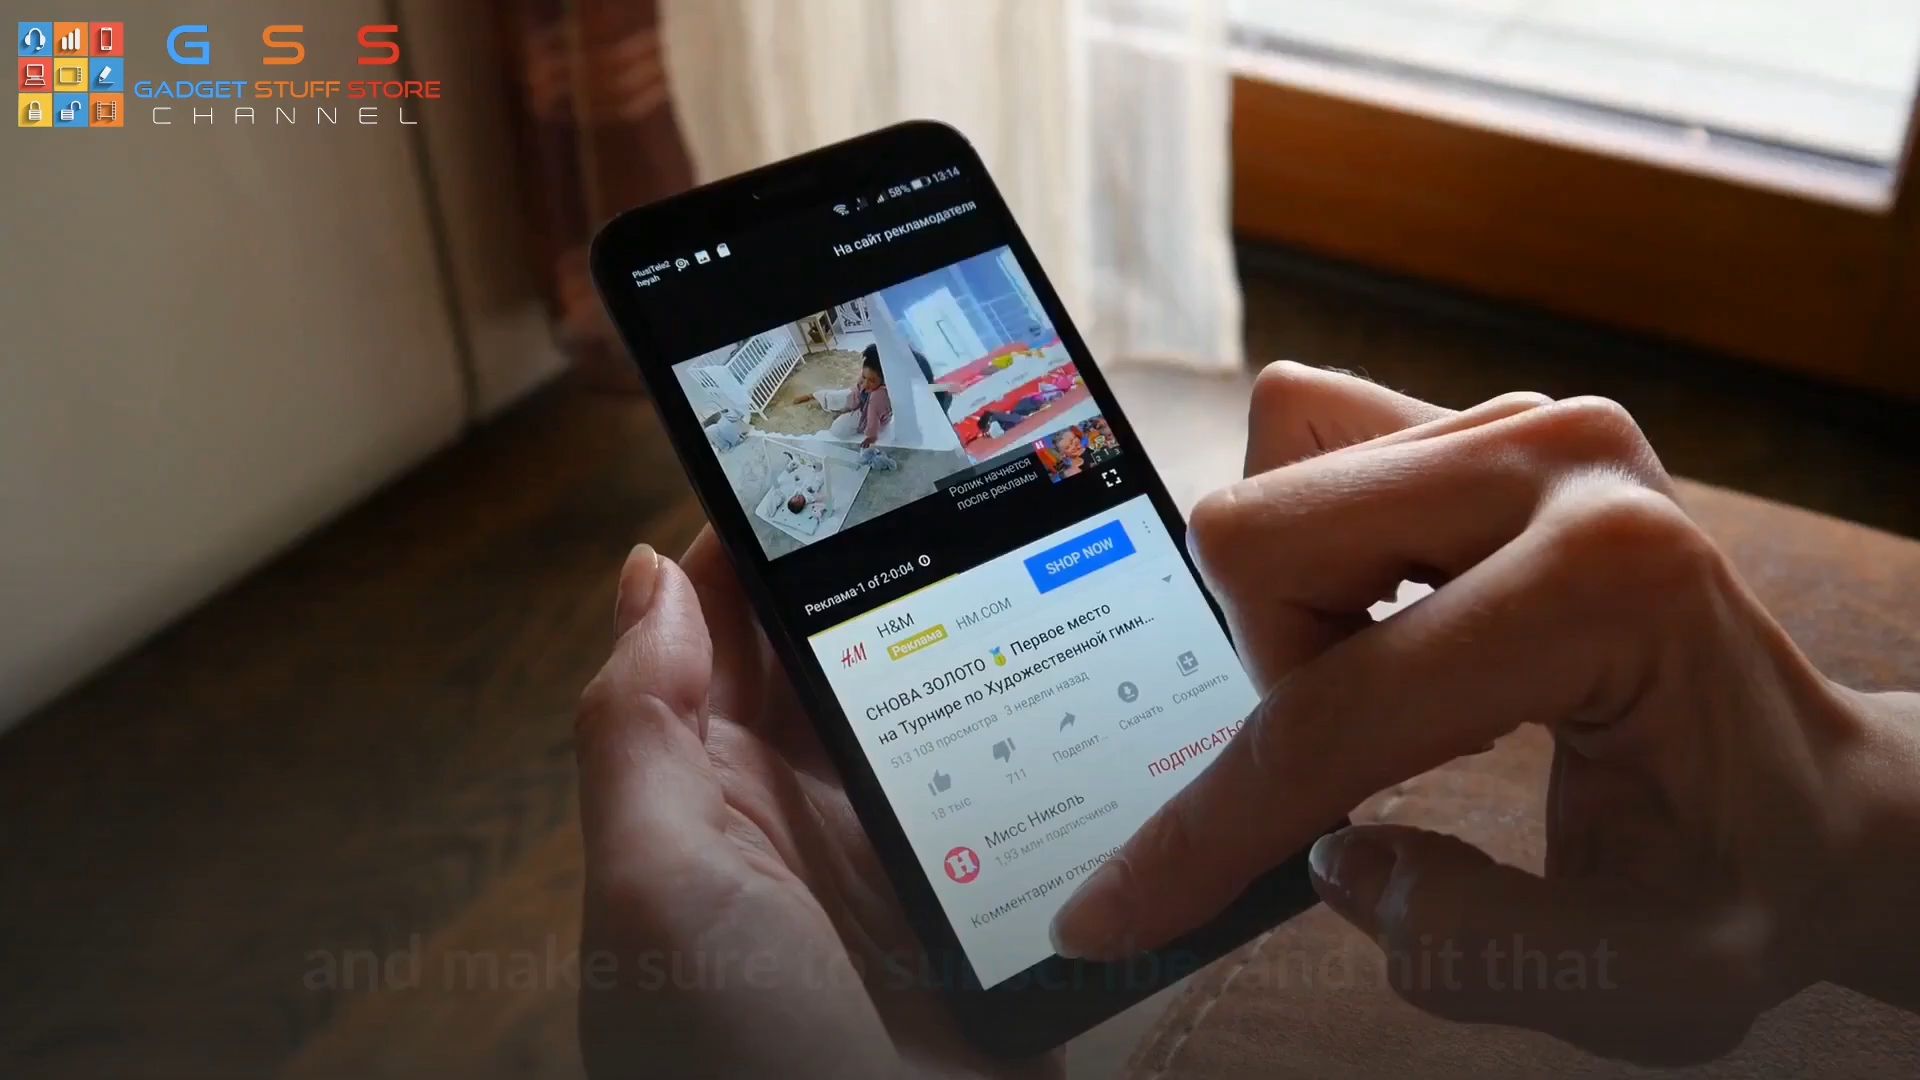 G S S
GADGET STUFF STORE
CHANNEL
58% 13:14
Plus|Tele2
heyah
На сайт рекламодателя
Ролик начнется
после рекламы
Реклама·1 of 2·0:04
SHOP NOW
H&M
H&M
Реклама HM.COM
СНОВА ЗОЛОТО 🏅 Первое место
на Турнире по Художественной гимн...
513 103 просмотра · 3 недели назад
18 тыс 711 Поделит... Скачать Сохранить
Мисс Николь
1,93 млн подписчиков
Комментарии
and make sure to subscribe, and hit that